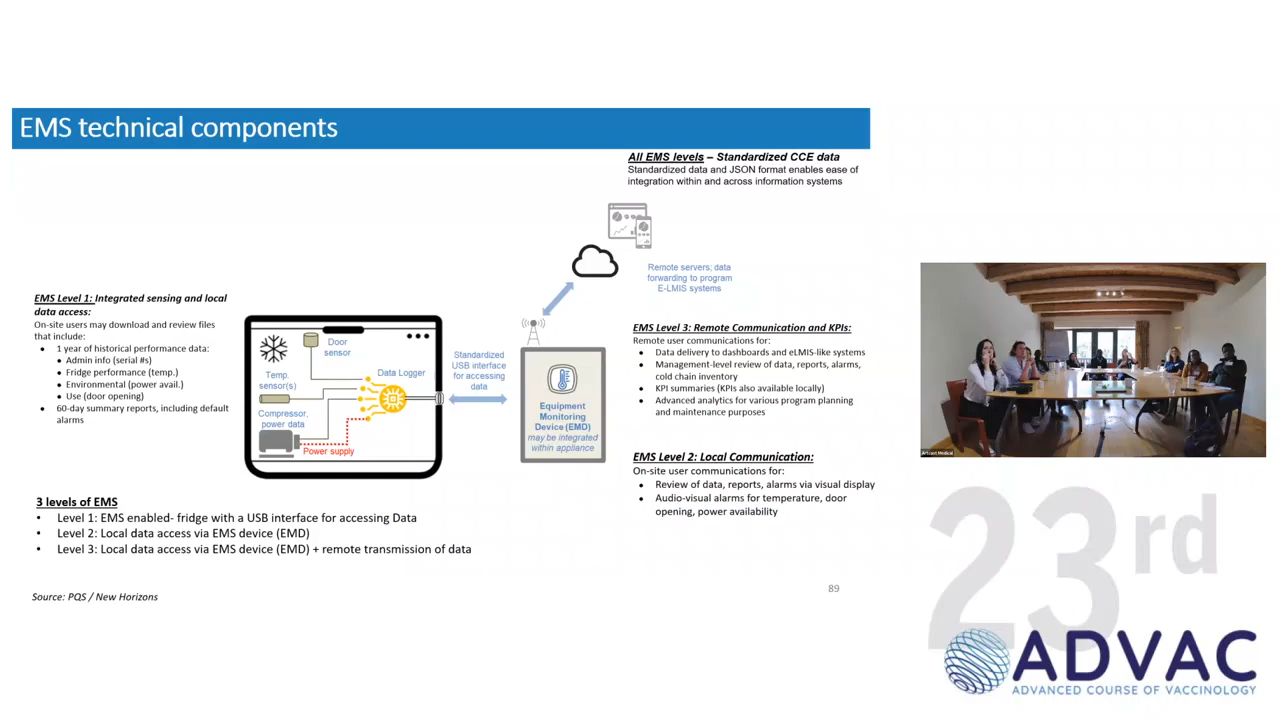 EMS technical components
All EMS levels – Standardized CCE data
Standardized data and JSON format enables ease of
integration within and across information systems
Remote servers; data
forwarding to program
E-LMIS systems
EMS Level 1: Integrated sensing and local
data access:
On-site users may download and review files
that include:
• 1 year of historical performance data:
• Admin info (serial #s)
• Fridge performance (temp.)
• Environmental (power avail.)
• Use (door opening)
• 60-day summary reports, including default
alarms
Door
sensor
Temp.
sensor(s)
Data Logger
Compressor,
power data
Power supply
Standardized
USB interface
for accessing
data
Equipment
Monitoring
Device (EMD)
may be integrated
within appliance
EMS Level 3: Remote Communication and KPIs:
Remote user communications for:
• Data delivery to dashboards and eLMIS-like systems
• Management-level review of data, reports, alarms,
cold chain inventory
• KPI summaries (KPIs also available locally)
• Advanced analytics for various program planning
and maintenance purposes
EMS Level 2: Local Communication:
On-site user communications for:
• Review of data, reports, alarms via visual display
• Audio-visual alarms for temperature, door
opening, power availability
3 levels of EMS
• Level 1: EMS enabled- fridge with a USB interface for accessing Data
• Level 2: Local data access via EMS device (EMD)
• Level 3: Local data access via EMS device (EMD) + remote transmission of data
Source: PQS / New Horizons
89
Artcast Medical
23rd
ADVAC
ADVANCED COURSE OF VACCINOLOGY